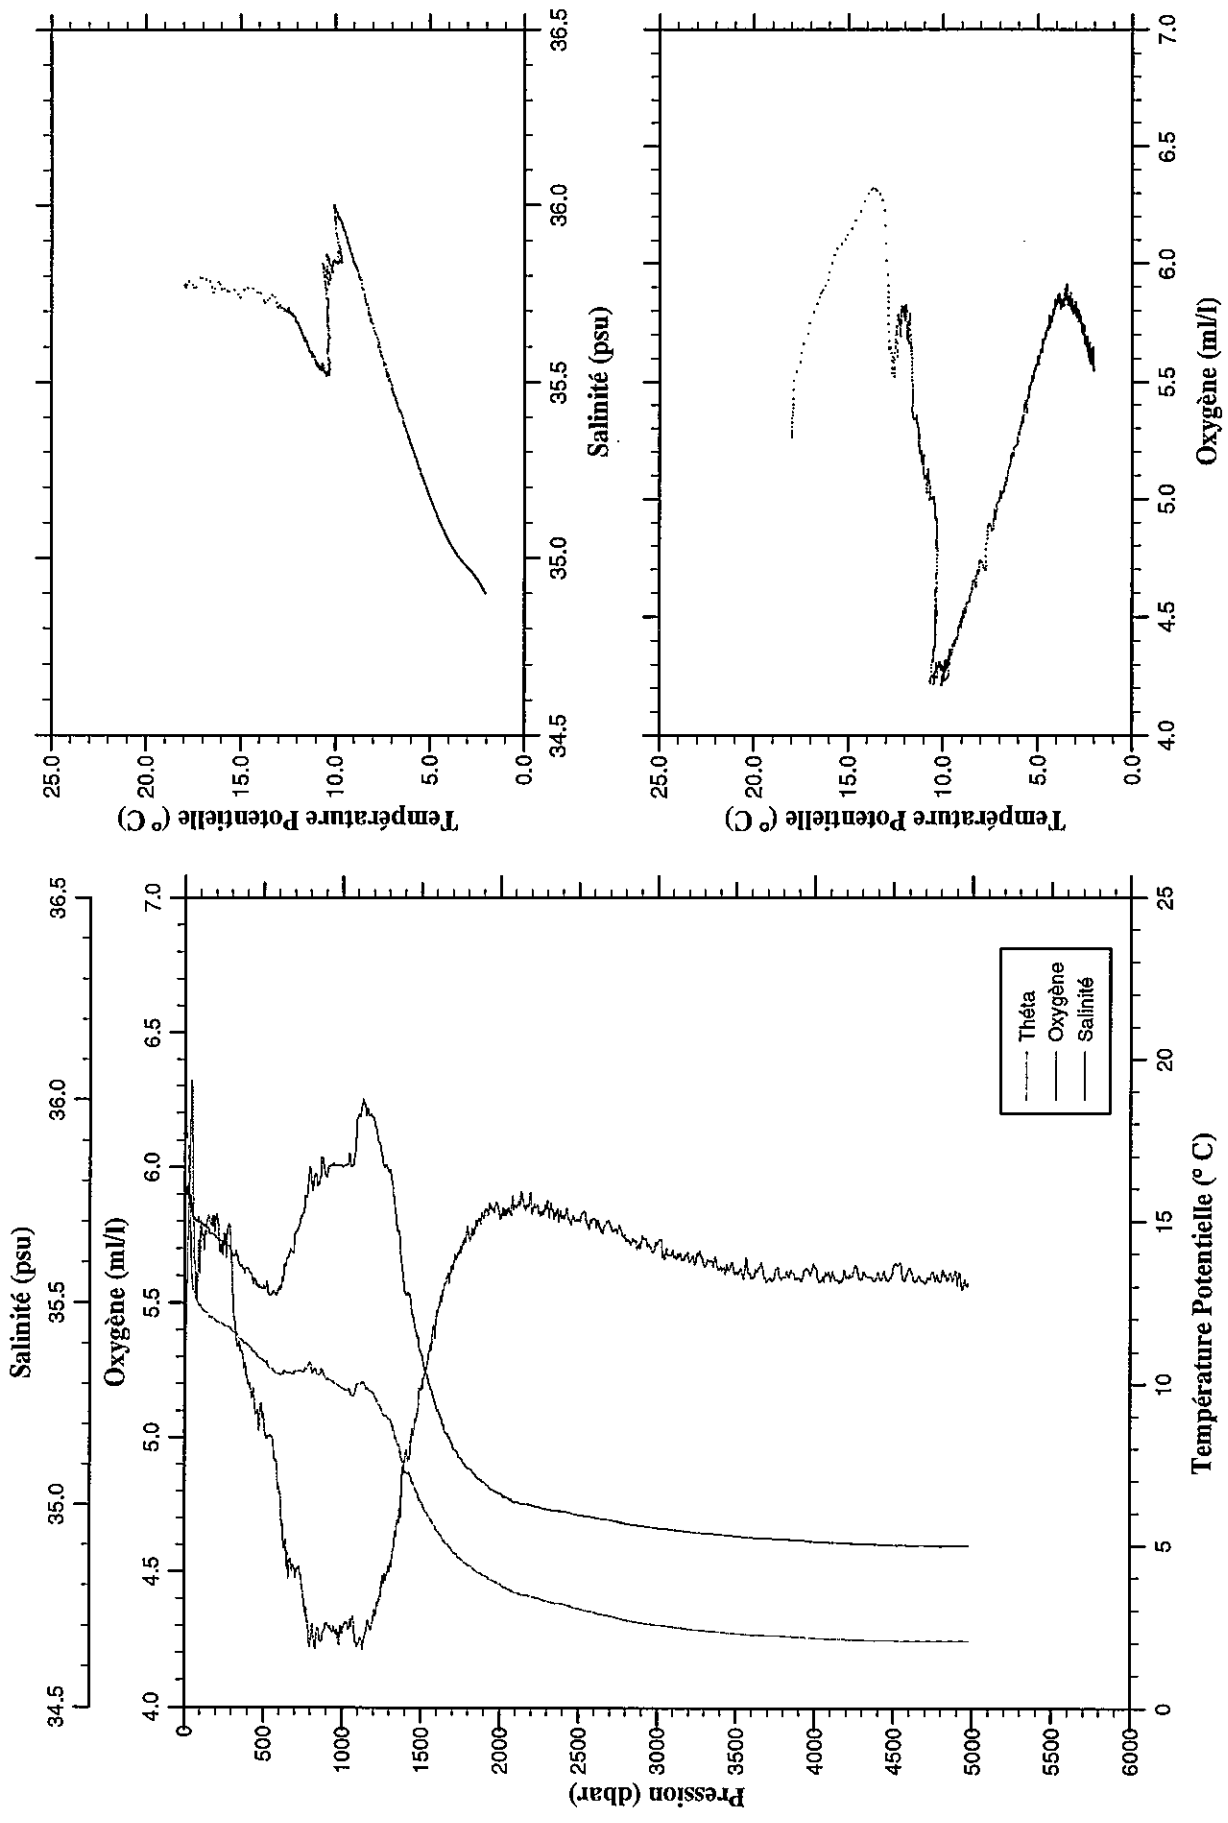 Salinité (psu)
34.5 35.0 35.5 36.0 36.5
Oxygène (ml/l)
4.0 4.5 5.0 5.5 6.0 6.5 7.0
Pression (dbar)
0
500
1000
1500
2000
2500
3000
3500
4000
4500
5000
5500
6000
Théta
Oxygène
Salinité
0 5 10 15 20 25
Température Potentielle (º C)
Température Potentielle (º C)
25.0
20.0
15.0
10.0
5.0
0.0
34.5 35.0 35.5 36.0 36.5
Salinité (psu)
Température Potentielle (º C)
25.0
20.0
15.0
10.0
5.0
0.0
4.0 4.5 5.0 5.5 6.0 6.5 7.0
Oxygène (ml/l)